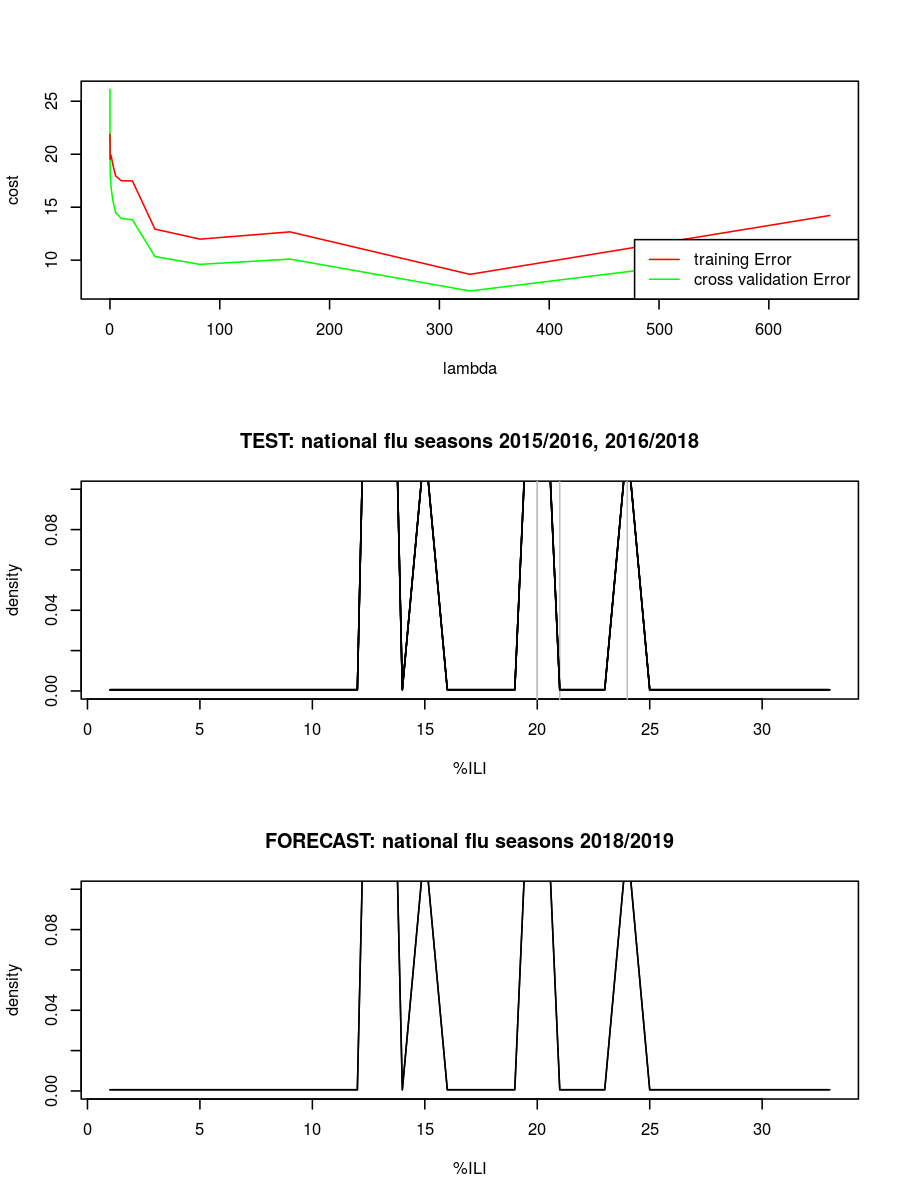 25
20
15
10
cost
training Error
cross validation Error
0 100 200 300 400 500 600
lambda
TEST: national flu seasons 2015/2016, 2016/2018
0.08
0.04
0.00
density
0 5 10 15 20 25 30
%ILI
FORECAST: national flu seasons 2018/2019
0.08
0.04
0.00
density
0 5 10 15 20 25 30
%ILI